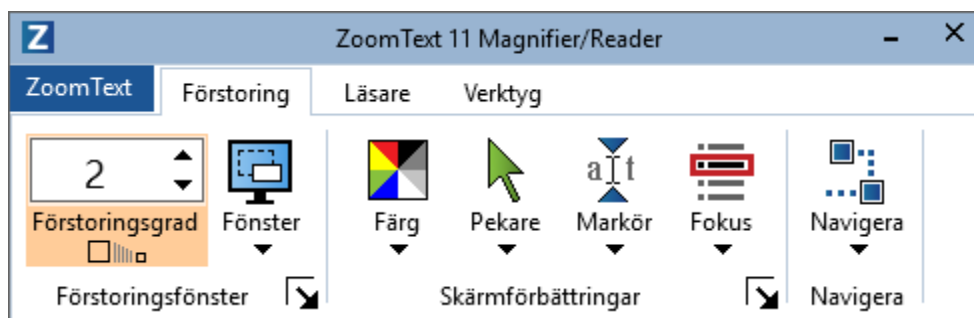 Z ZoomText 11 Magnifier/Reader
ZoomText Förstoring Läsare Verktyg
2
Förstoringsgrad Fönster Färg Pekare Markör Fokus Navigera
a t
Förstoringsfönster Skärmförbättringar Navigera